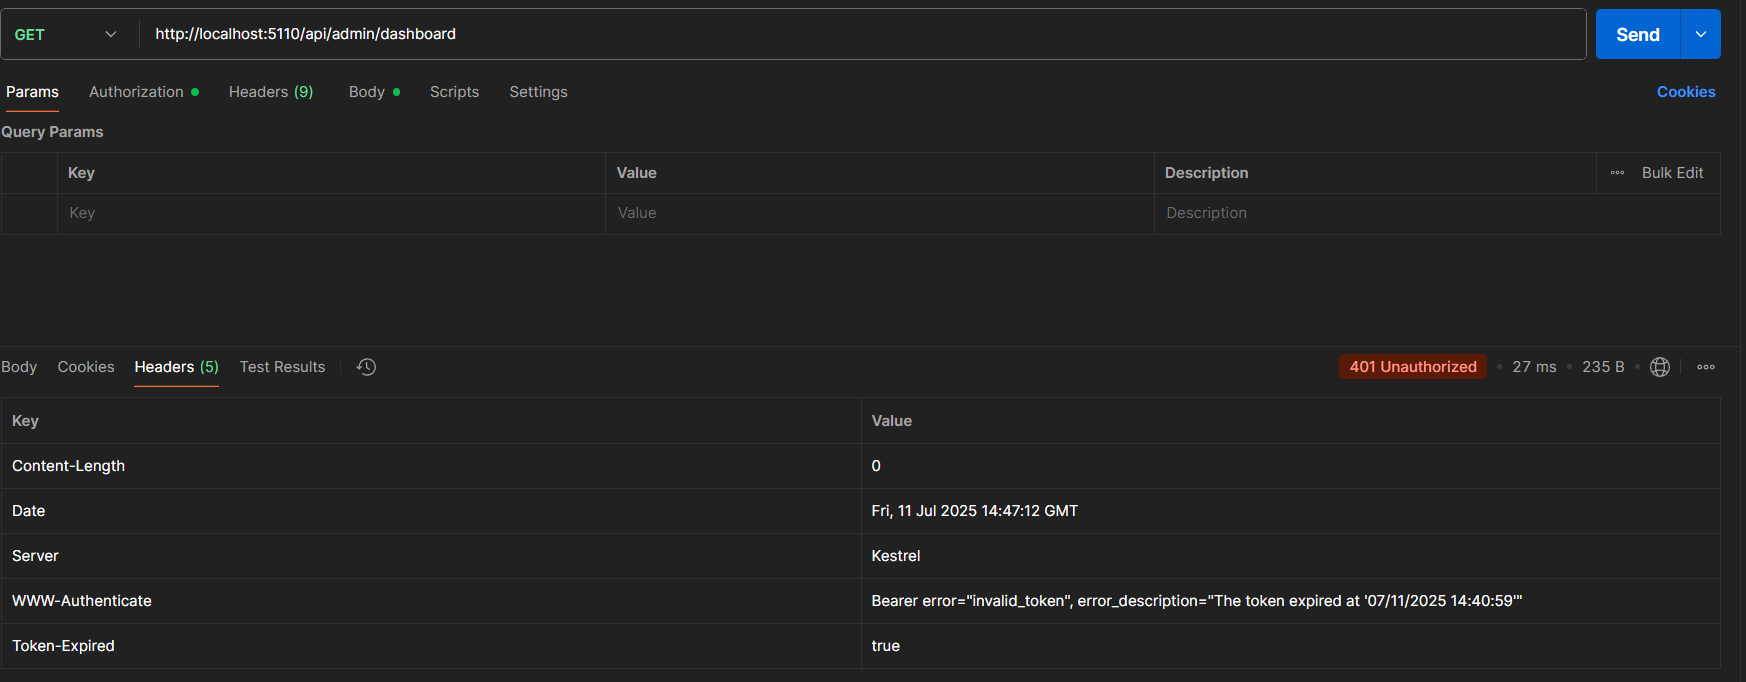 GET http://localhost:5110/api/admin/dashboard Send
Params Authorization Headers (9) Body Scripts Settings Cookies
Query Params
Key Value Description Bulk Edit
Key Value Description
Body Cookies Headers (5) Test Results 401 Unauthorized 27 ms 235 B
Key Value
Content-Length 0
Date Fri, 11 Jul 2025 14:47:12 GMT
Server Kestrel
WWW-Authenticate Bearer error="invalid_token", error_description="The token expired at '07/11/2025 14:40:59'"
Token-Expired true